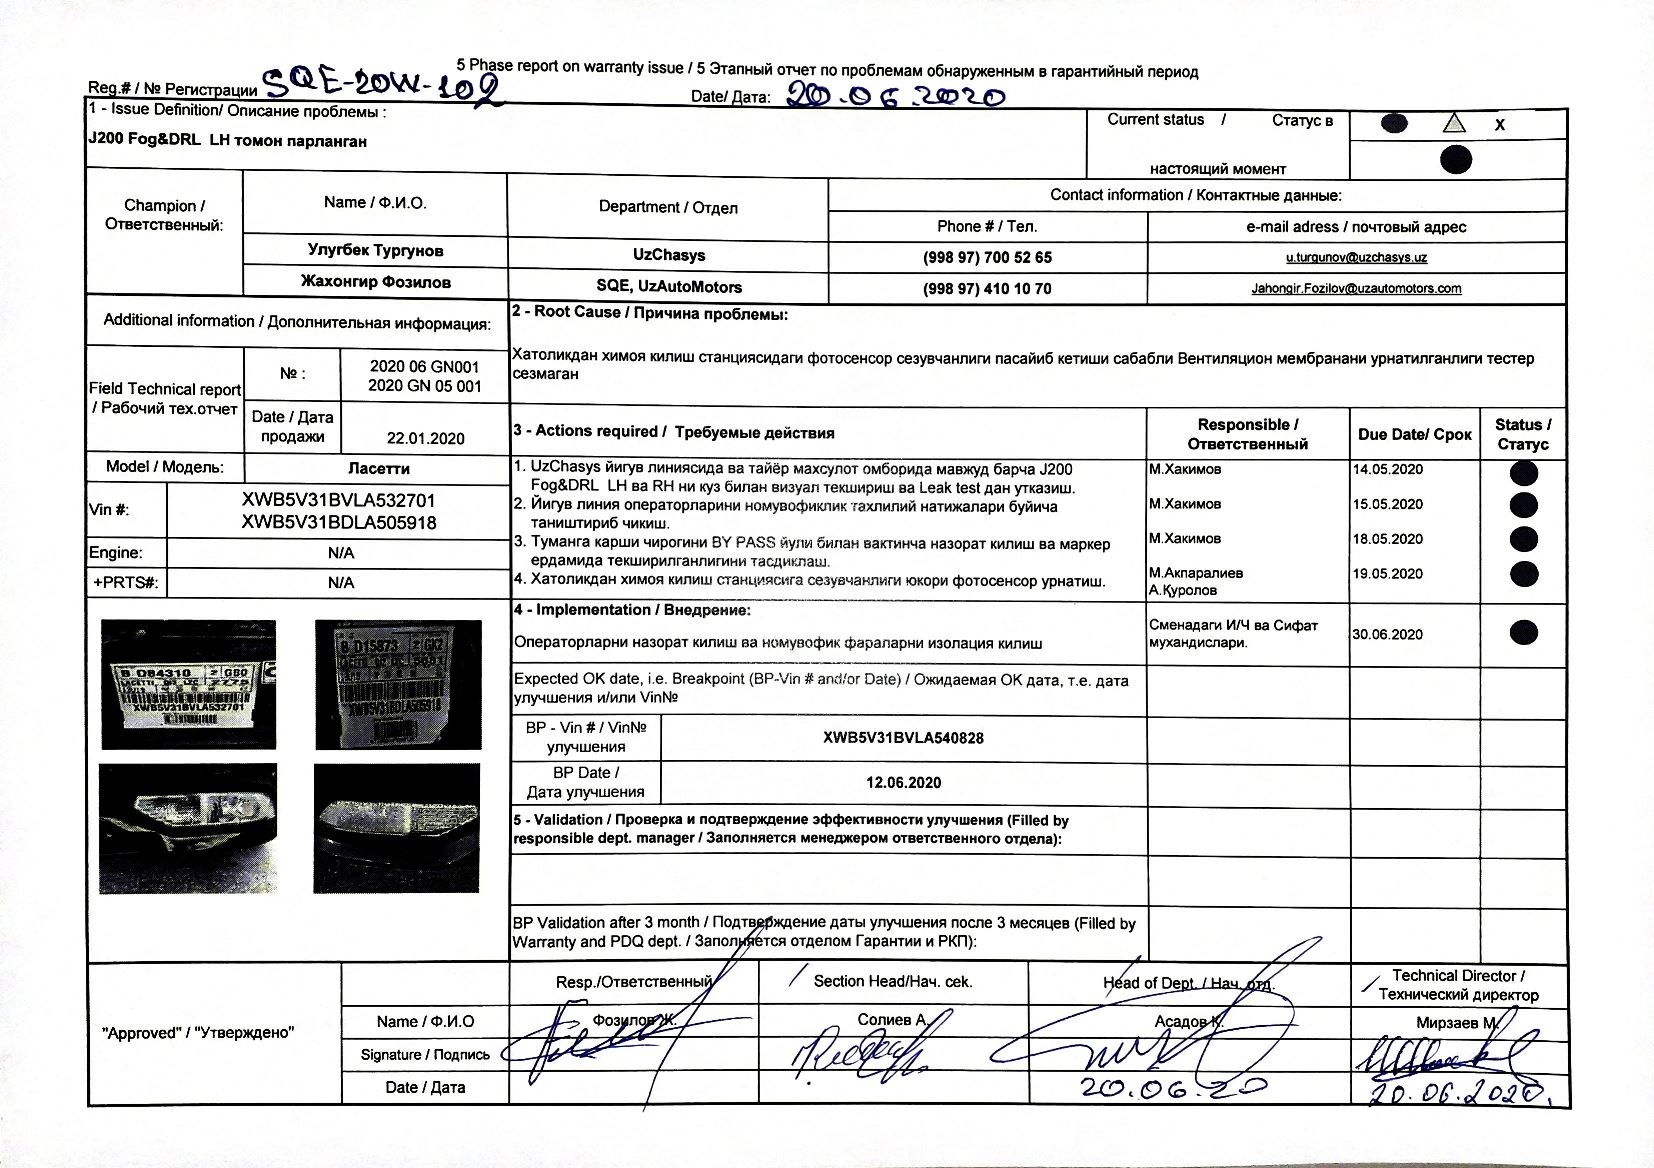 5 Phase report on warranty issue / 5 Этапный отчет по проблемам обнаруженным в гарантийный период
Reg.# / № Регистрации SQE-20W-102
Date/ Дата: 20.06.2020
1 - Issue Definition/ Описание проблемы :
J200 Fog&DRL LH томон парланган
Current status / Статус в
настоящий момент
X
Champion /
Ответственный:
Name / Ф.И.О.
Department / Отдел
Contact information / Контактные данные:
Phone # / Тел.
e-mail adress / почтовый адрес
Улугбек Тургунов
UzChasys
(998 97) 700 52 65
u.turgunov@uzchasys.uz
Жахонгир Фозилов
SQE, UzAutoMotors
(998 97) 410 10 70
Jahongir.Fozilov@uzautomotors.com
Additional information / Дополнительная информация:
Field Technical report
/ Рабочий тех.отчет
№ :
2020 06 GN001
2020 GN 05 001
Date / Дата
продажи
22.01.2020
Model / Модель:
Ласетти
Vin #:
XWB5V31BVLA532701
XWB5V31BDLA505918
Engine:
N/A
+PRTS#:
N/A
B D84310
GB0
XWB5V31BVLA532701
B D15873
GK2
XWB5V31BDLA505918
2 - Root Cause / Причина проблемы:
Хатоликдан химоя килиш станциясидаги фотосенсор сезувчанлиги пасайиб кетиши сабабли Вентиляцион мембранани урнатилганлиги тестер
сезмаган
3 - Actions required / Требуемые действия
Responsible /
Ответственный
Due Date/ Срок
Status /
Статус
1. UzChasys йигув линиясида ва тайёр махсулот омборида мавжуд барча J200
Fog&DRL LH ва RH ни куз билан визуал текшириш ва Leak test дан утказиш.
М.Хакимов
14.05.2020
2. Йигув линия операторларини номувофиклик тахлилий натижалари буйича
таништириб чикиш.
М.Хакимов
15.05.2020
3. Туманга карши чирогини BY PASS йули билан вактинча назорат килиш ва маркер
ердамида текширилганлигини тасдиклаш.
М.Хакимов
18.05.2020
4. Хатоликдан химоя килиш станциясига сезувчанлиги юкори фотосенсор урнатиш.
М.Акпаралиев
А.Қуролов
19.05.2020
4 - Implementation / Внедрение:
Операторларни назорат килиш ва номувофик фараларни изоляция килиш
Сменадаги И/Ч ва Сифат
мухандислари.
30.06.2020
Expected OK date, i.e. Breakpoint (BP-Vin # and/or Date) / Ожидаемая ОК дата, т.е. дата
улучшения и/или Vin№
BP - Vin # / Vin№
улучшения
XWB5V31BVLA540828
BP Date /
Дата улучшения
12.06.2020
5 - Validation / Проверка и подтверждение эффективности улучшения (Filled by
responsible dept. manager / Заполняется менеджером ответственного отдела):
BP Validation after 3 month / Подтверждение даты улучшения после 3 месяцев (Filled by
Warranty and PDQ dept. / Заполняется отделом Гарантии и РКП):
"Approved" / "Утверждено"
Resp./Ответственный
Section Head/Нач. сек.
Head of Dept. / Нач. отд.
Technical Director /
Технический директор
Name / Ф.И.О
Фозилов Ж.
Солиев А.
Асадов К.
Мирзаев М.
Signature / Подпись
Date / Дата
20.06.20
20.06.2020.